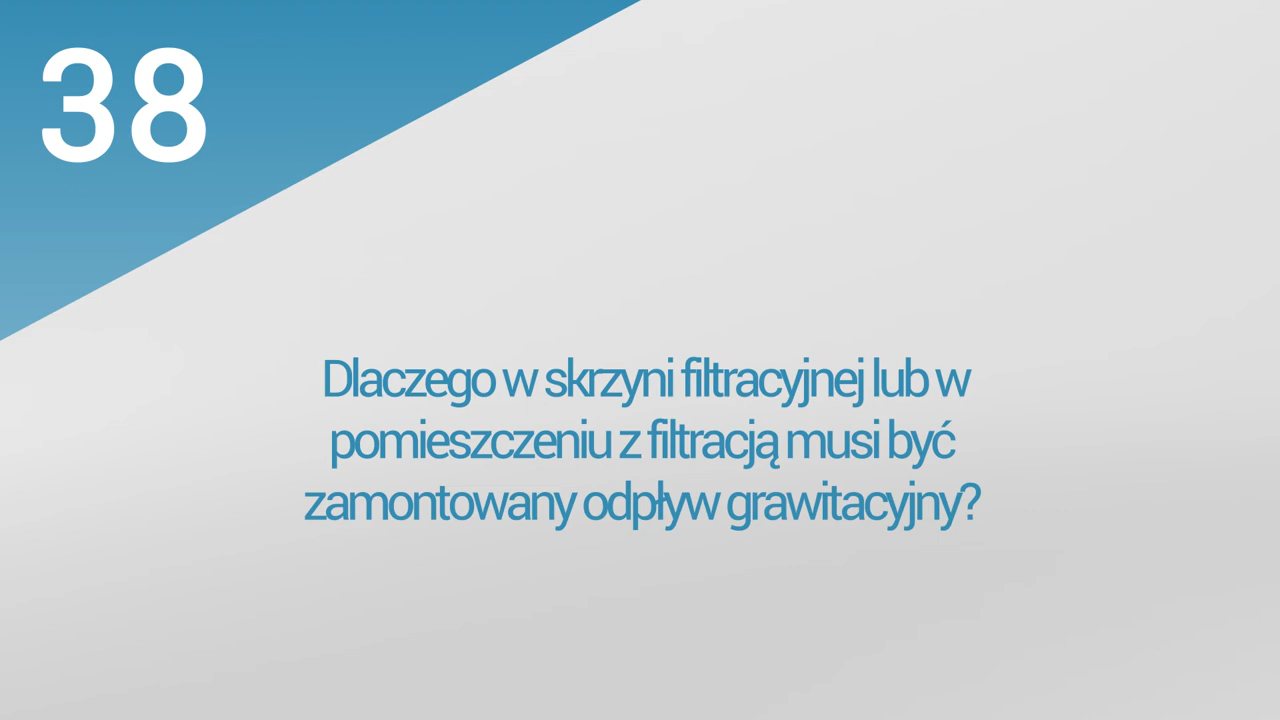 38
Dlaczego w skrzyni filtracyjnej lub w
pomieszczeniu z filtracją musi być
zamontowany odpływ grawitacyjny?